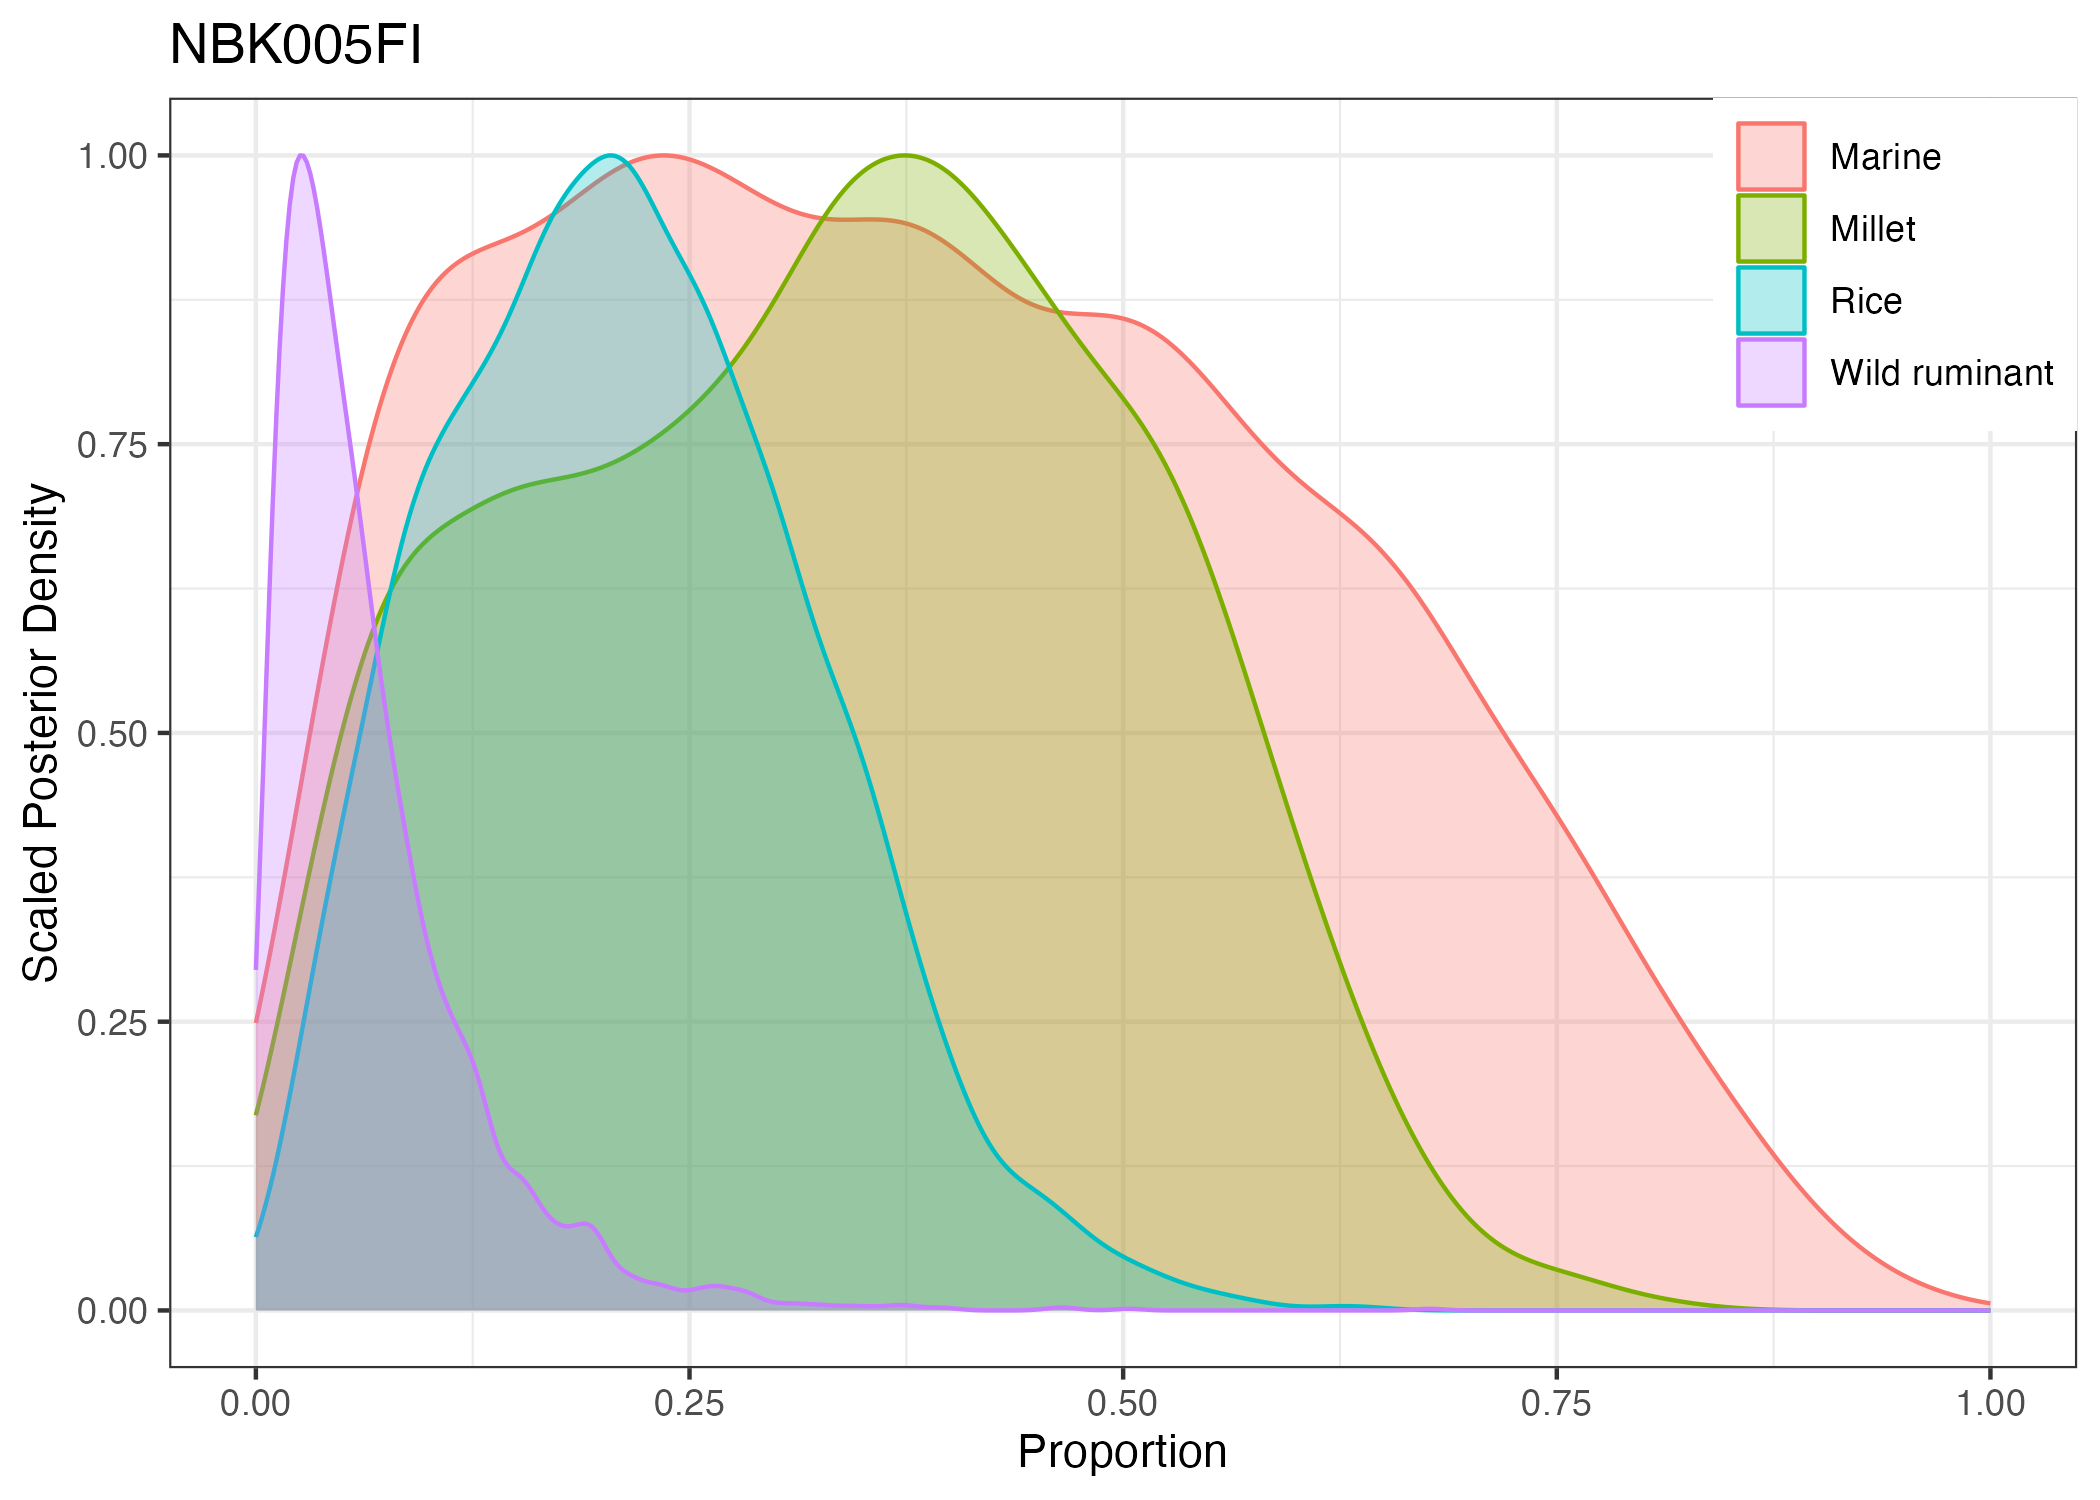 NBK005FI
Marine
Millet
Rice
Wild ruminant
1.00
0.75
0.50
0.25
0.00
Scaled Posterior Density
0.00 0.25 0.50 0.75 1.00
Proportion